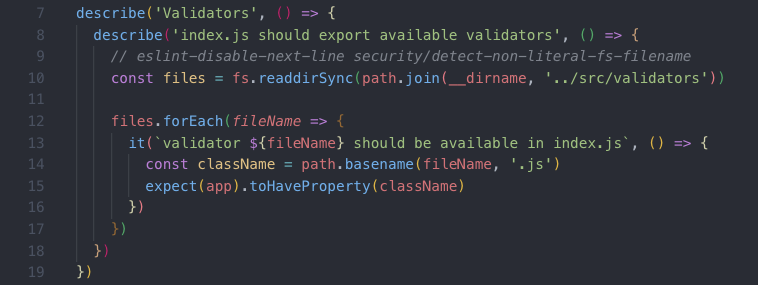 7 describe('Validators', () => {
8 describe('index.js should export available validators', () => {
9 // eslint-disable-next-line security/detect-non-literal-fs-filename
10 const files = fs.readdirSync(path.join(__dirname, '../src/validators'))
11
12 files.forEach(fileName => {
13 it(`validator ${fileName} should be available in index.js`, () => {
14 const className = path.basename(fileName, '.js')
15 expect(app).toHaveProperty(className)
16 })
17 })
18 })
19 })